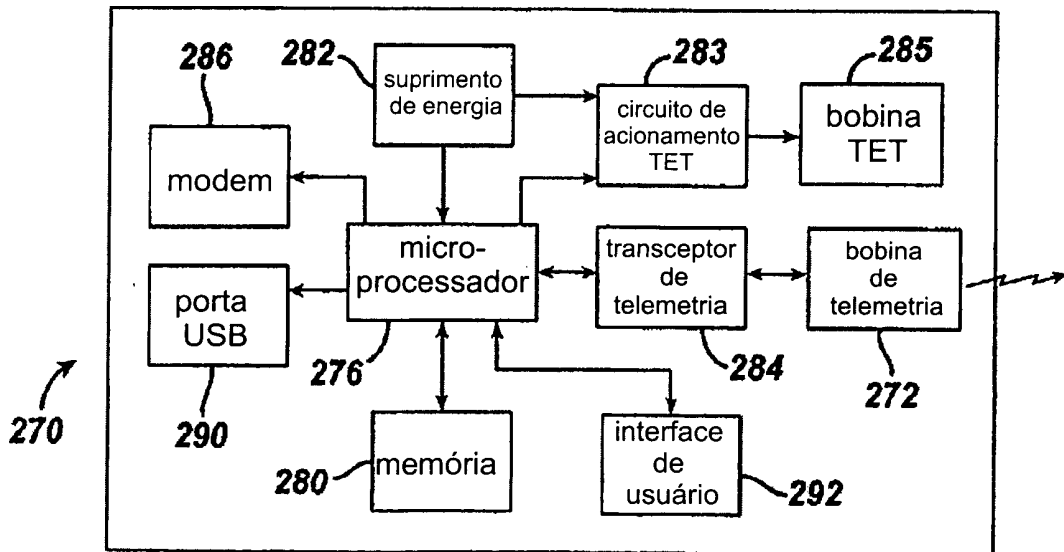 286
282
283
285
suprimento
de energia
circuito de
acionamento
TET
bobina
TET
modem
micro-
processador
transceptor
de
telemetria
bobina
de
telemetria
porta
USB
276
284
272
270
290
280
memória
interface
de
usuário
292